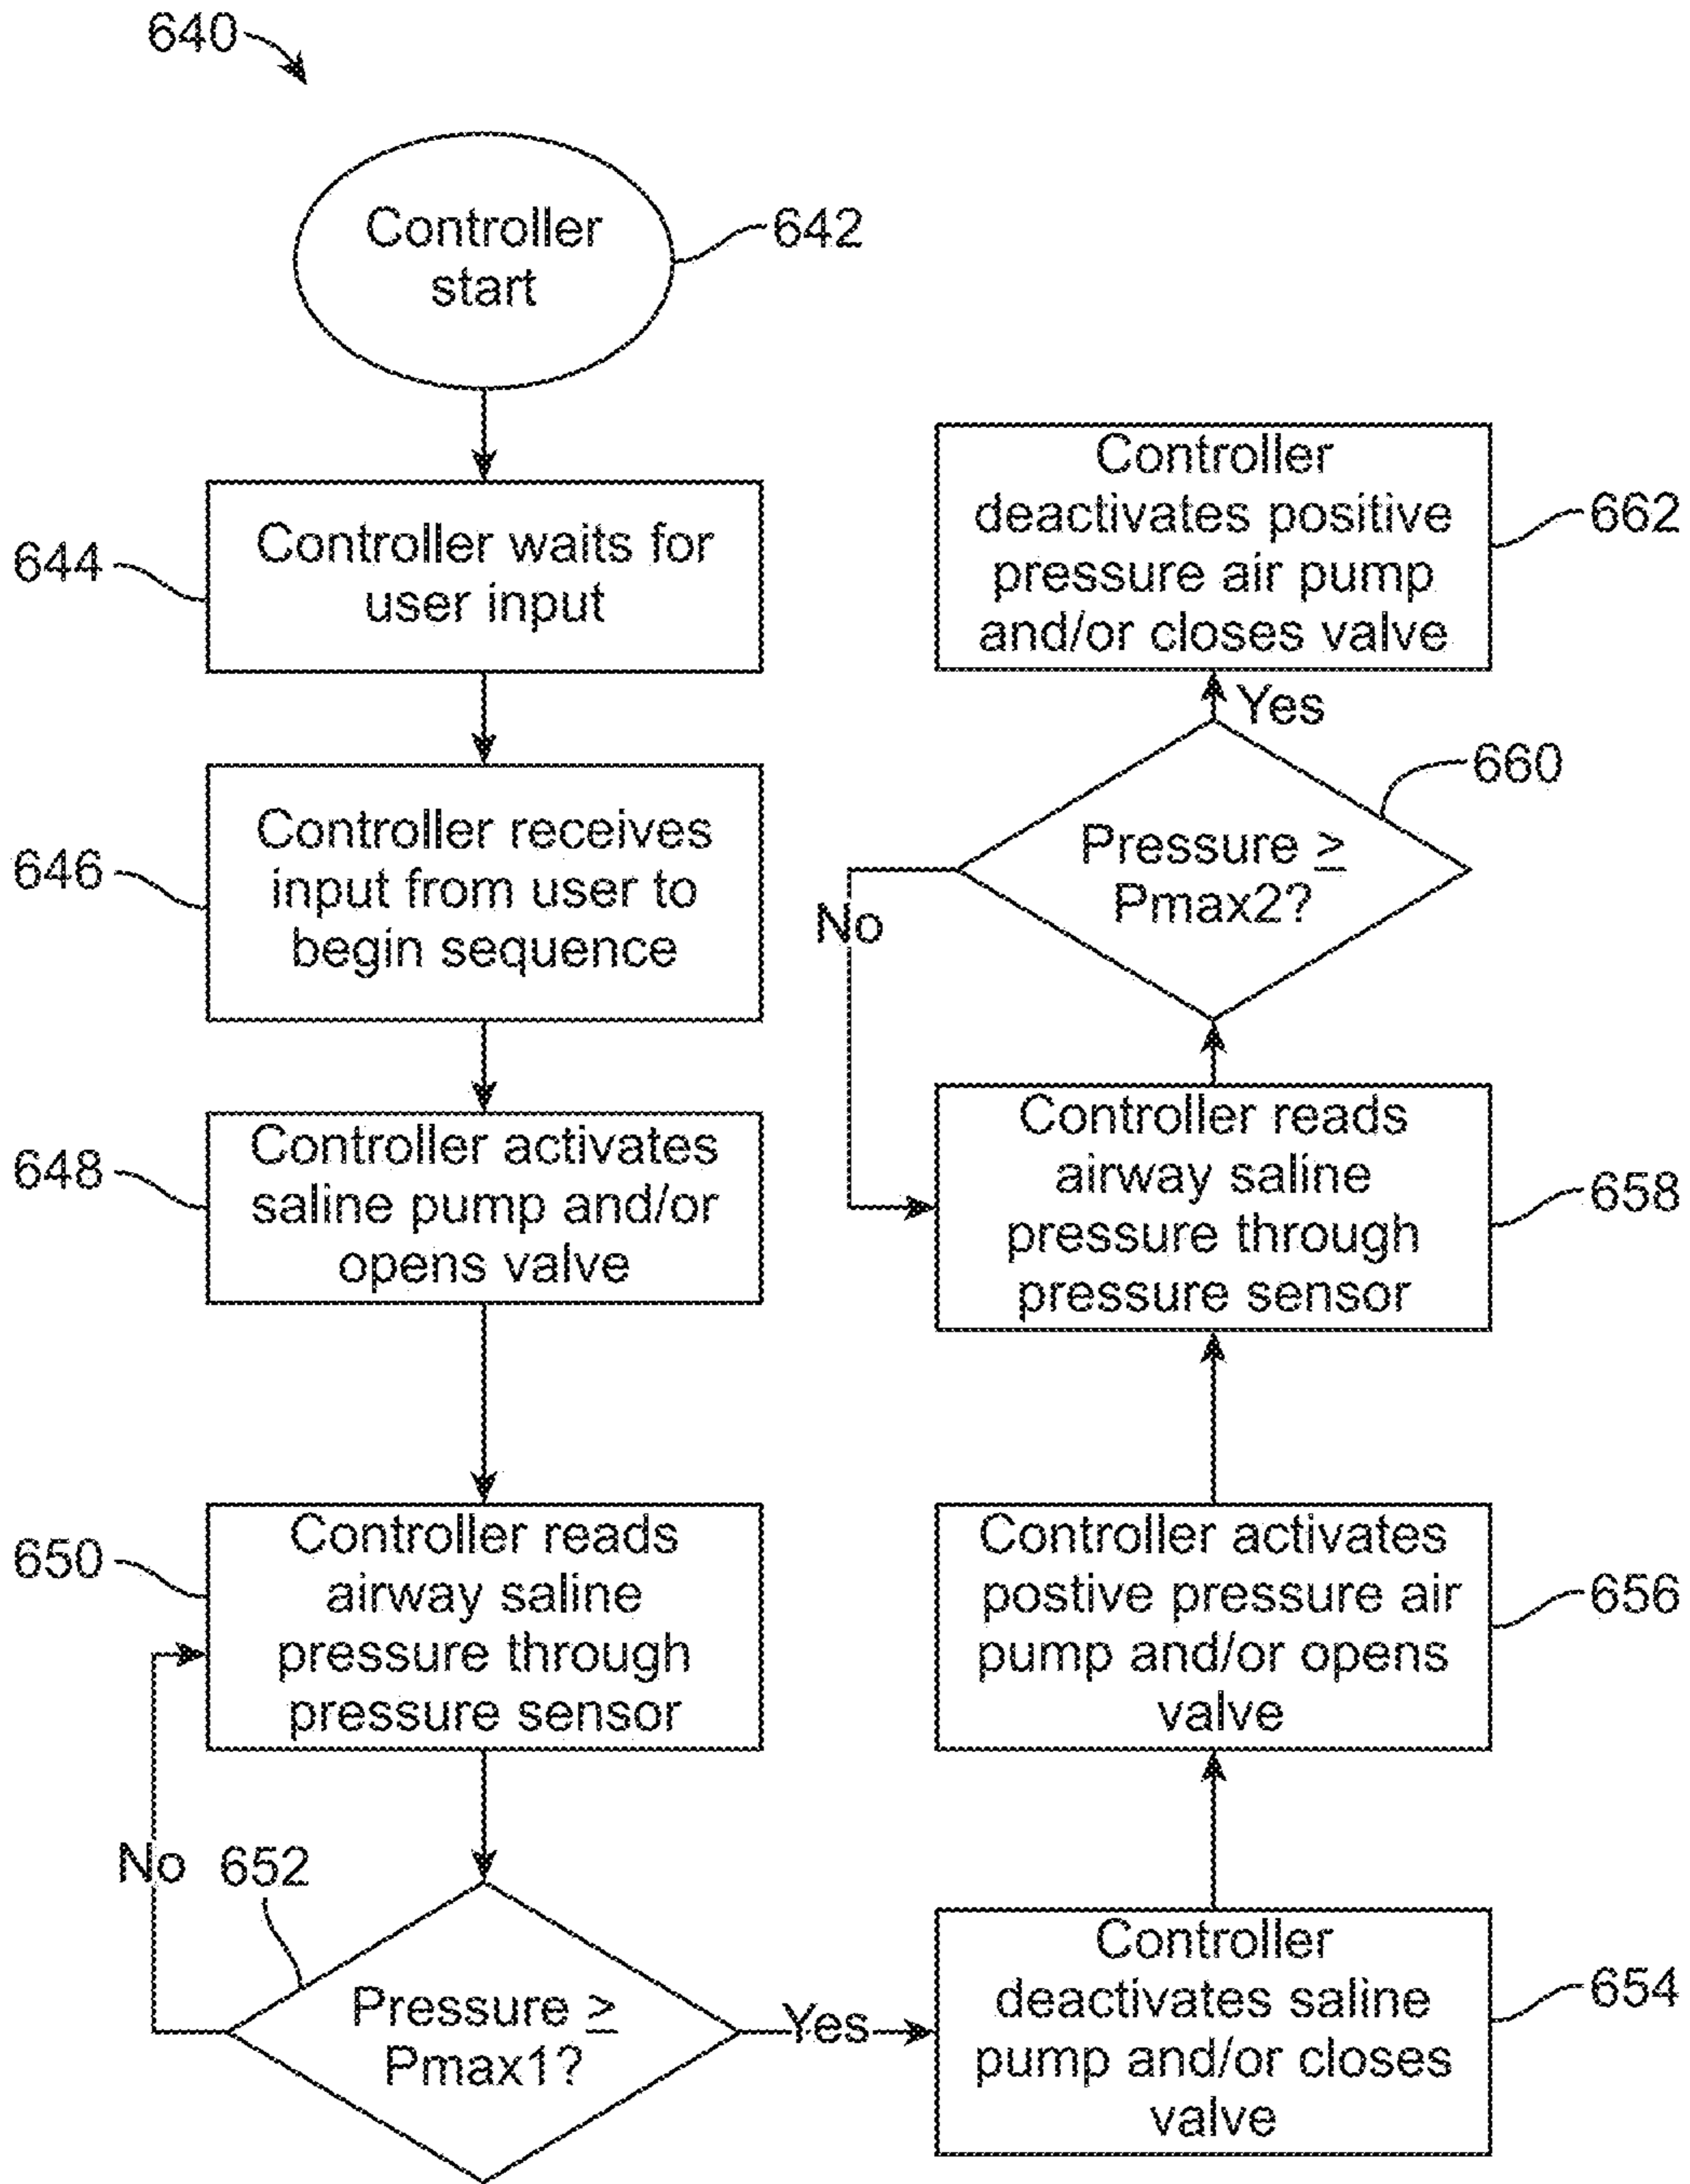 640
Controller
start
642
644
Controller waits for
user input
646
Controller receives
input from user to
begin sequence
648
Controller activates
saline pump and/or
opens valve
650
Controller reads
airway saline
pressure through
pressure sensor
No
652
Pressure ≥
Pmax1?
Yes
Controller
deactivates saline
pump and/or closes
valve
654
Controller activates
postive pressure air
pump and/or opens
valve
656
Controller reads
airway saline
pressure through
pressure sensor
658
No
Pressure ≥
Pmax2?
660
Yes
Controller
deactivates positive
pressure air pump
and/or closes valve
662